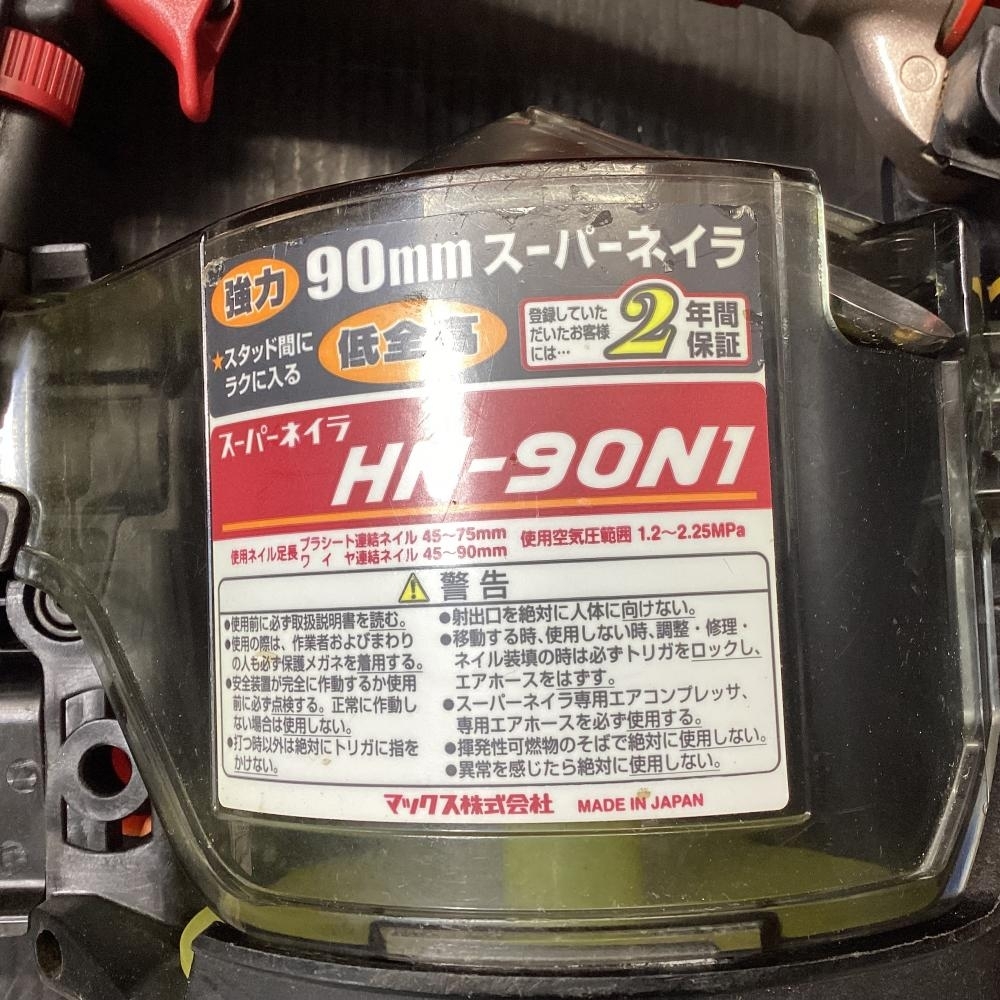 強力 90mm スーパーネイラ
★スタッド間に
ラクに入る
低全高
登録していた
だいたお客様
には…
2年間
保証
スーパーネイラ
HN-90N1
使用ネイル足長 プラシート連結ネイル 45～75mm
ワイヤ連結ネイル 45～90mm
使用空気圧範囲 1.2～2.25MPa
⚠警告
●使用前に必ず取扱説明書を読む。
●使用の際は、作業者およびまわり
の人も必ず保護メガネを着用する。
●安全装置が完全に作動するか使用
前に必ず点検する。正常に作動し
ない場合は使用しない。
●打つ時以外は絶対にトリガに指を
かけない。
●射出口を絶対に人体に向けない。
●移動する時、使用しない時、調整・修理・
ネイル装填の時は必ずトリガをロックし、
エアホースをはずす。
●スーパーネイラ専用エアコンプレッサ、
専用エアホースを必ず使用する。
●揮発性可燃物のそばで絶対に使用しない。
●異常を感じたら絶対に使用しない。
マックス株式会社 MADE IN JAPAN